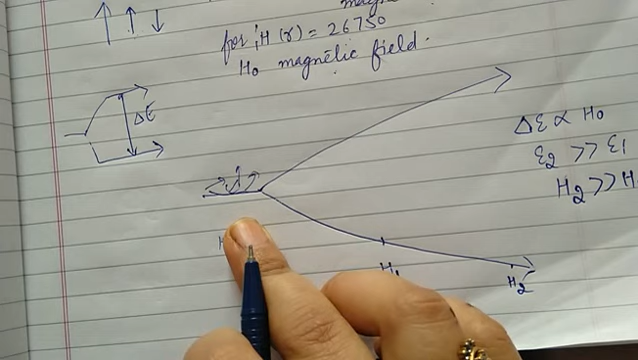 for ¹H (γ) = 26750
H₀ magnetic field.
ΔE
ΔE ∝ H₀
E₂ >> E₁
H₂ >> H
H₁
H₂